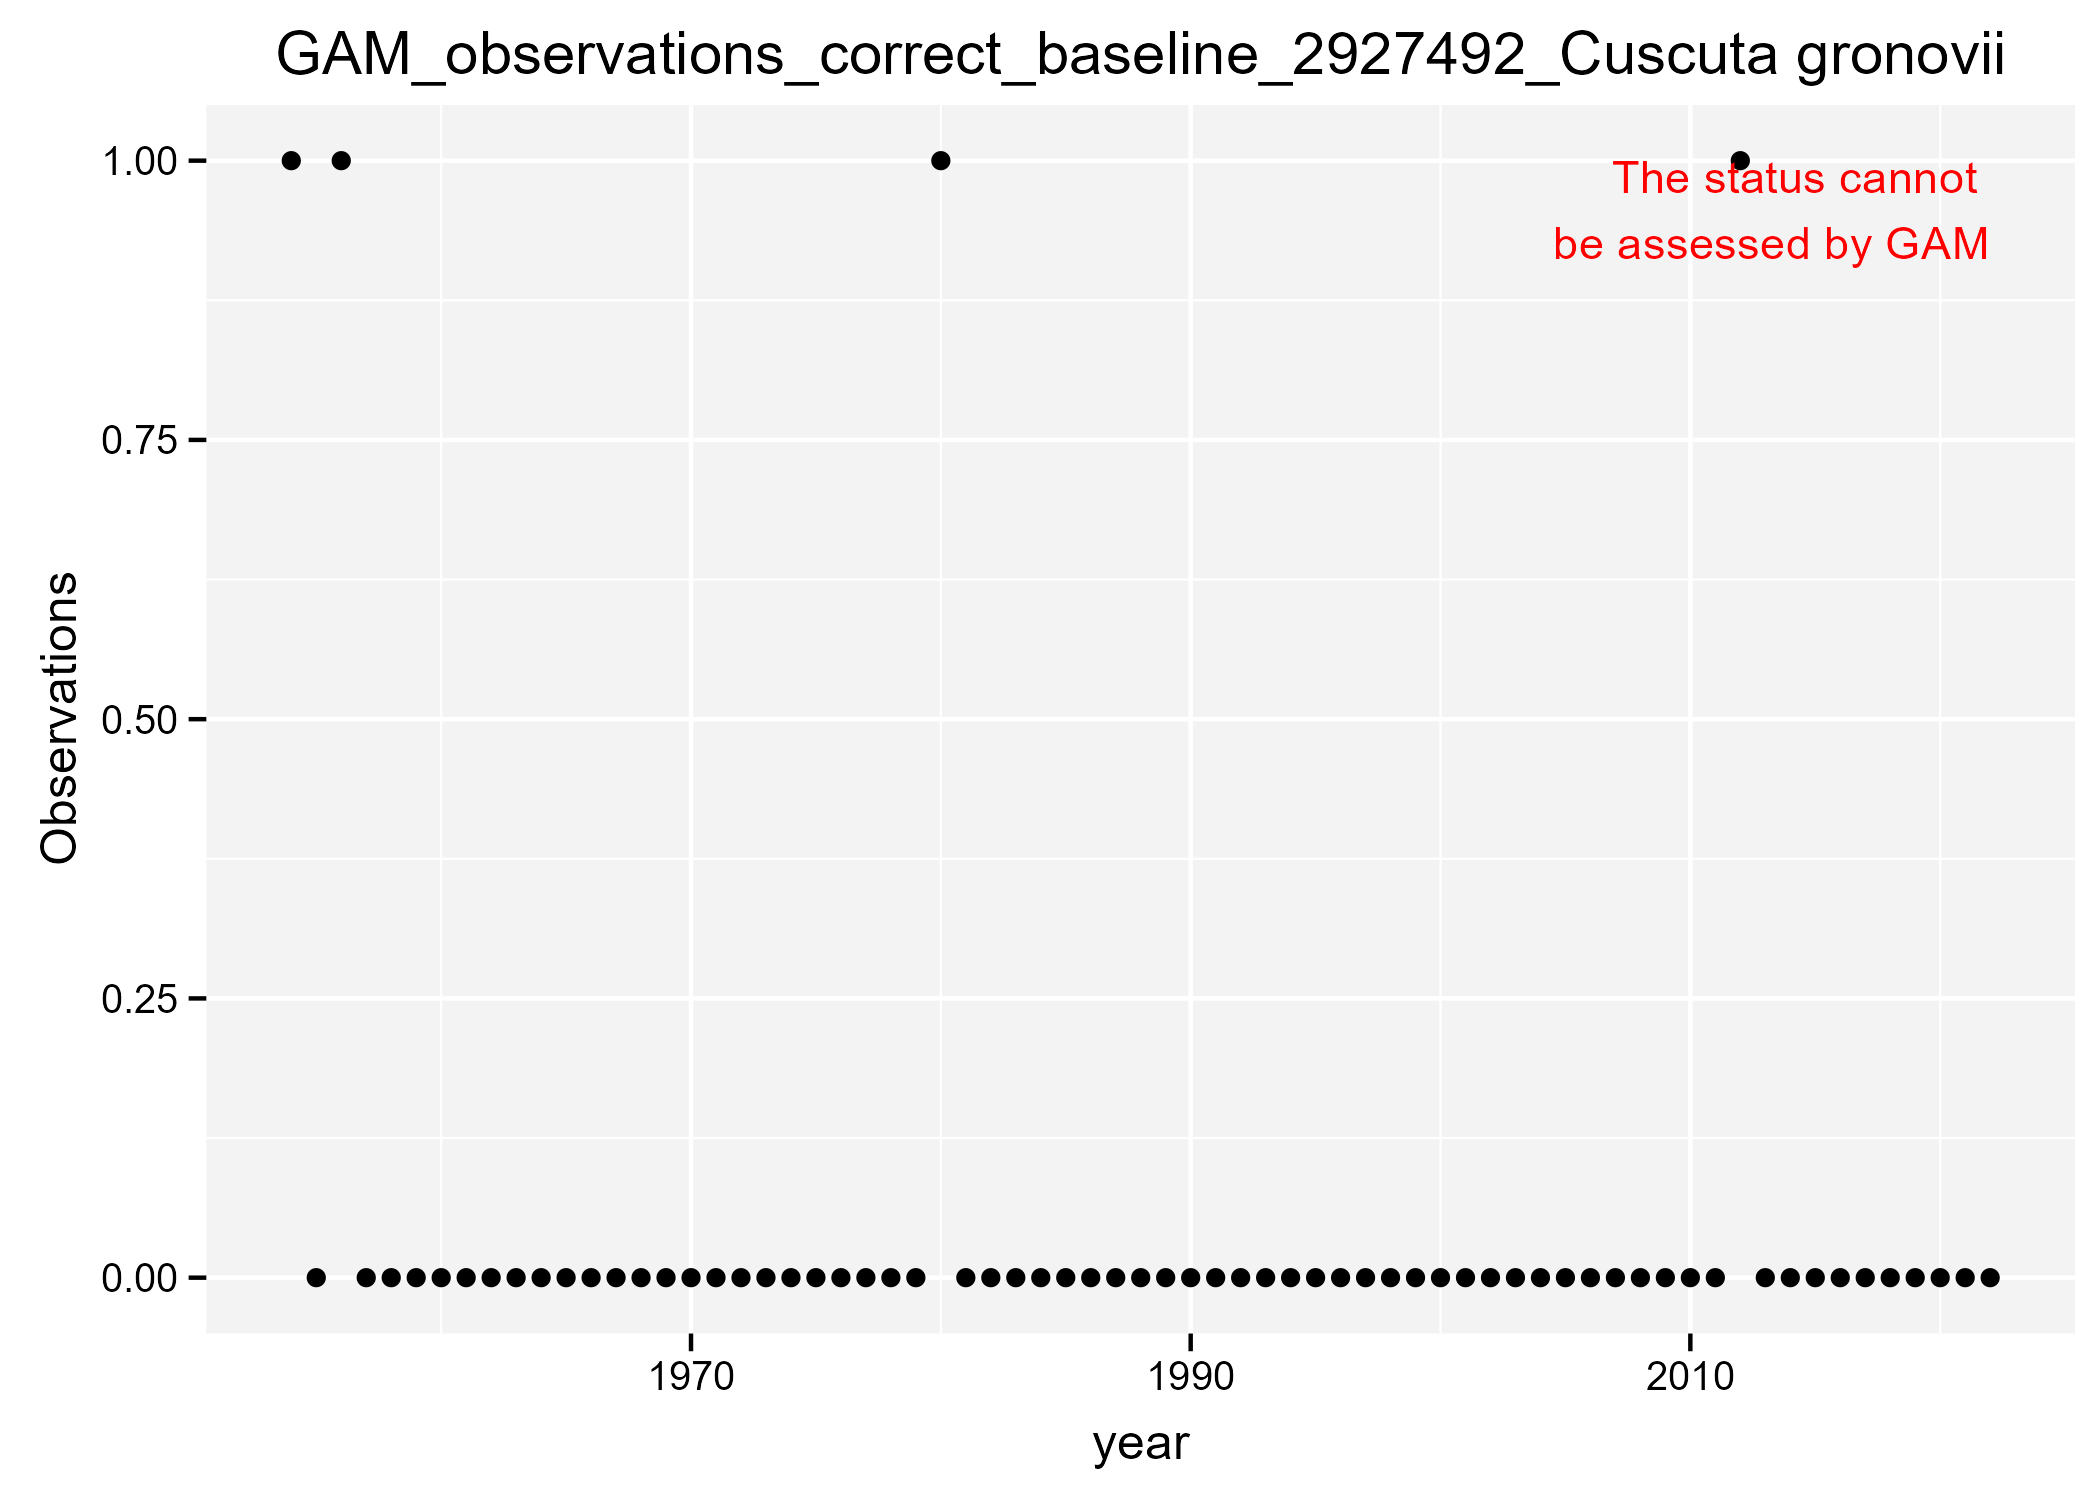 GAM_observations_correct_baseline_2927492_Cuscuta gronovii
1.00
The status cannot
be assessed by GAM
0.75
Observations
0.50
0.25
0.00
1970 1990 2010
year